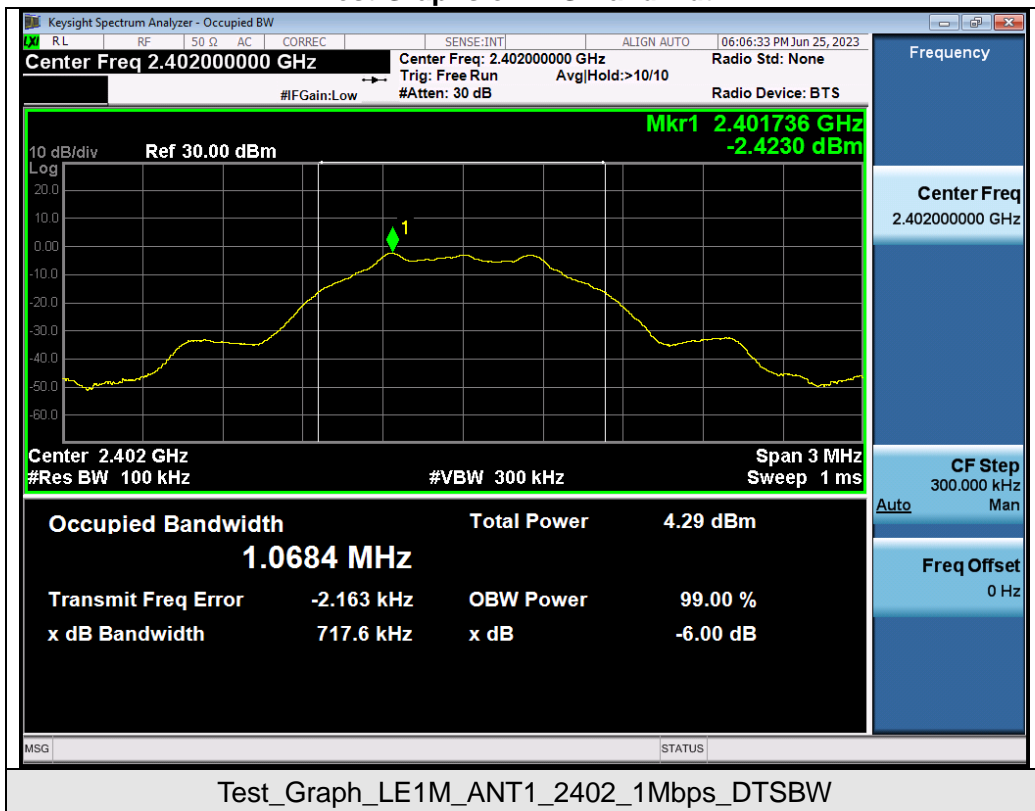 Keysight Spectrum Analyzer - Occupied BW
LXI RL RF 50 Ω AC CORREC SENSE:INT ALIGN AUTO 06:06:33 PM Jun 25, 2023
Center Freq 2.402000000 GHz
Center Freq: 2.402000000 GHz
Radio Std: None
Trig: Free Run Avg|Hold:>10/10
#IFGain:Low #Atten: 30 dB Radio Device: BTS
Mkr1 2.401736 GHz
-2.4230 dBm
10 dB/div Ref 30.00 dBm
Log
20.0
10.0
0.00
-10.0
-20.0
-30.0
-40.0
-50.0
-60.0
1
Center 2.402 GHz Span 3 MHz
#Res BW 100 kHz #VBW 300 kHz Sweep 1 ms
Occupied Bandwidth Total Power 4.29 dBm
1.0684 MHz
Transmit Freq Error -2.163 kHz OBW Power 99.00 %
x dB Bandwidth 717.6 kHz x dB -6.00 dB
Frequency
Center Freq
2.402000000 GHz
CF Step
300.000 kHz
Auto Man
Freq Offset
0 Hz
MSG STATUS
Test_Graph_LE1M_ANT1_2402_1Mbps_DTSBW